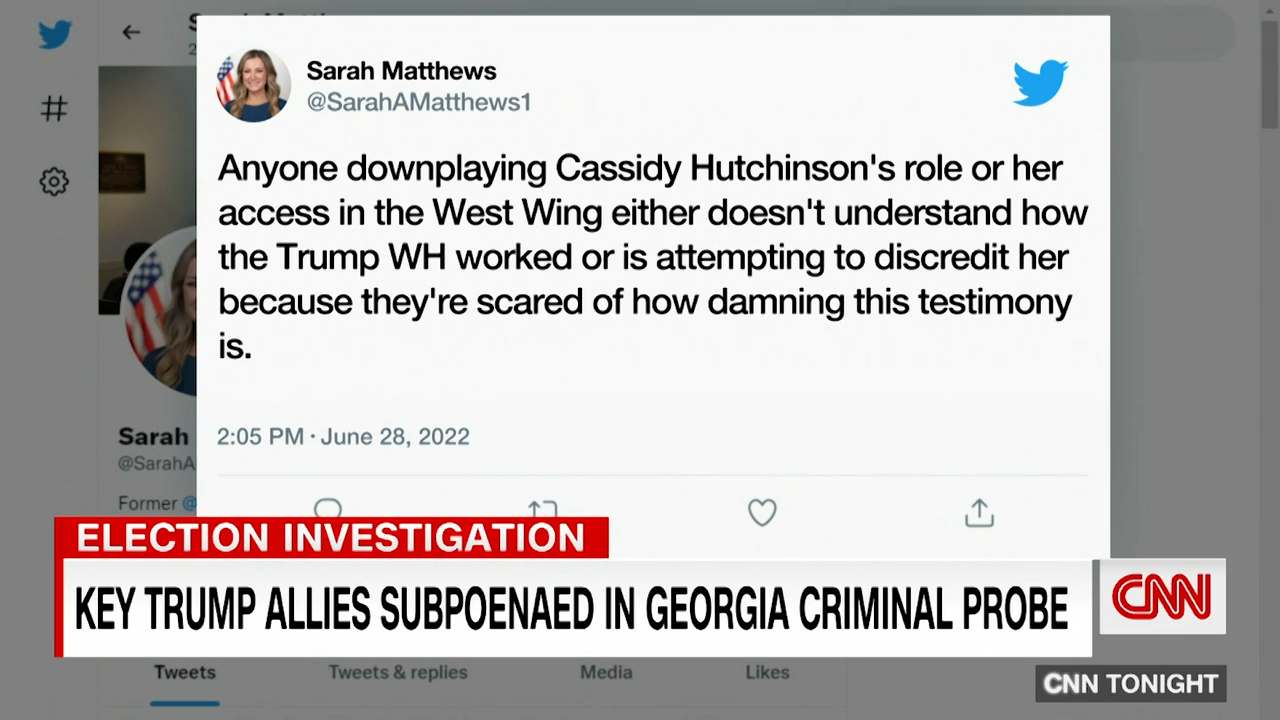 Sarah Matthews
@SarahAMatthews1
Anyone downplaying Cassidy Hutchinson's role or her
access in the West Wing either doesn't understand how
the Trump WH worked or is attempting to discredit her
because they're scared of how damning this testimony
is.
2:05 PM · June 28, 2022
Sarah
@SarahA
Former @
ELECTION INVESTIGATION
KEY TRUMP ALLIES SUBPOENAED IN GEORGIA CRIMINAL PROBE
CNN
Tweets
Tweets & replies
Media
Likes
CNN TONIGHT